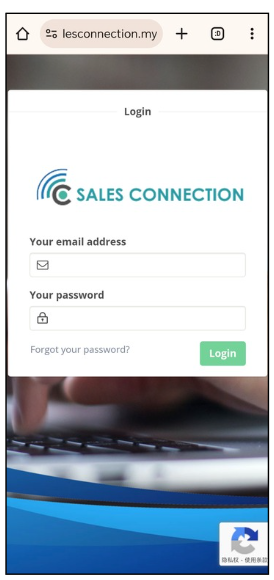 lesconnection.my
:D
Login
SALES CONNECTION
Your email address
Your password
Forgot your password?
Login
隐私权 - 使用条款